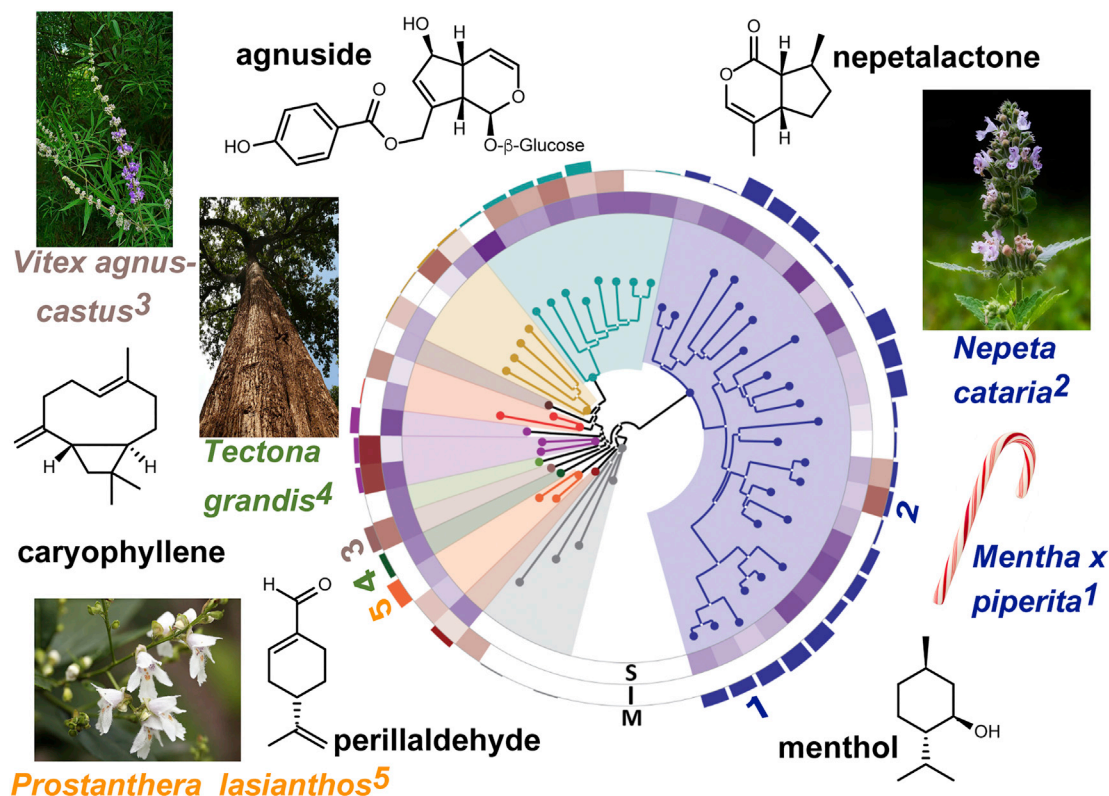 agnuside
HO
H
O
O
O
HO
H
O-β-Glucose
nepetalactone
O
H
O
H
Vitex agnus-
castus3
Tectona
grandis4
Nepeta
cataria2
H
H
caryophyllene
Mentha x
piperita1
2
3
4
5
1
S
M
H
O
perillaldehyde
menthol
OH
Prostanthera lasianthos5